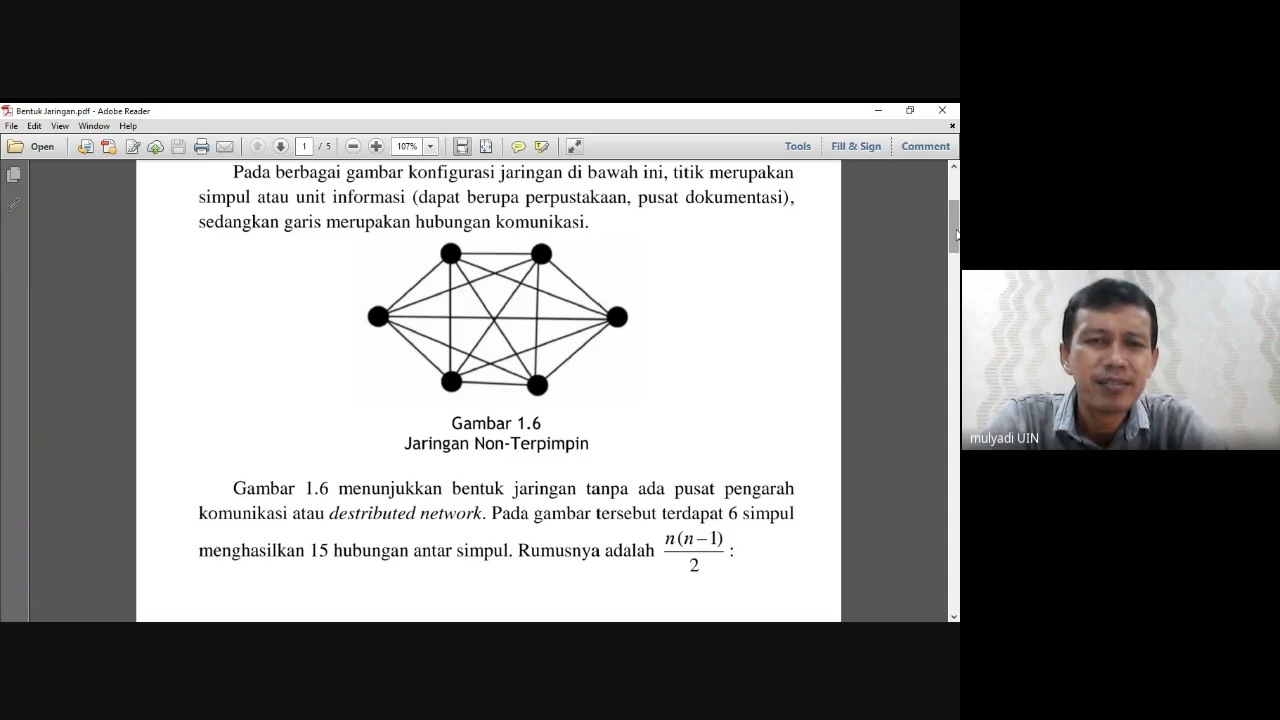 Bentuk Jaringan.pdf - Adobe Reader
File Edit View Window Help
Open 1 / 5 107% Tools Fill & Sign Comment
Pada berbagai gambar konfigurasi jaringan di bawah ini, titik merupakan
simpul atau unit informasi (dapat berupa perpustakaan, pusat dokumentasi),
sedangkan garis merupakan hubungan komunikasi.
Gambar 1.6
Jaringan Non-Terpimpin
Gambar 1.6 menunjukkan bentuk jaringan tanpa ada pusat pengarah
komunikasi atau destributed network. Pada gambar tersebut terdapat 6 simpul
menghasilkan 15 hubungan antar simpul. Rumusnya adalah n(n−1)/2 :
mulyadi UIN